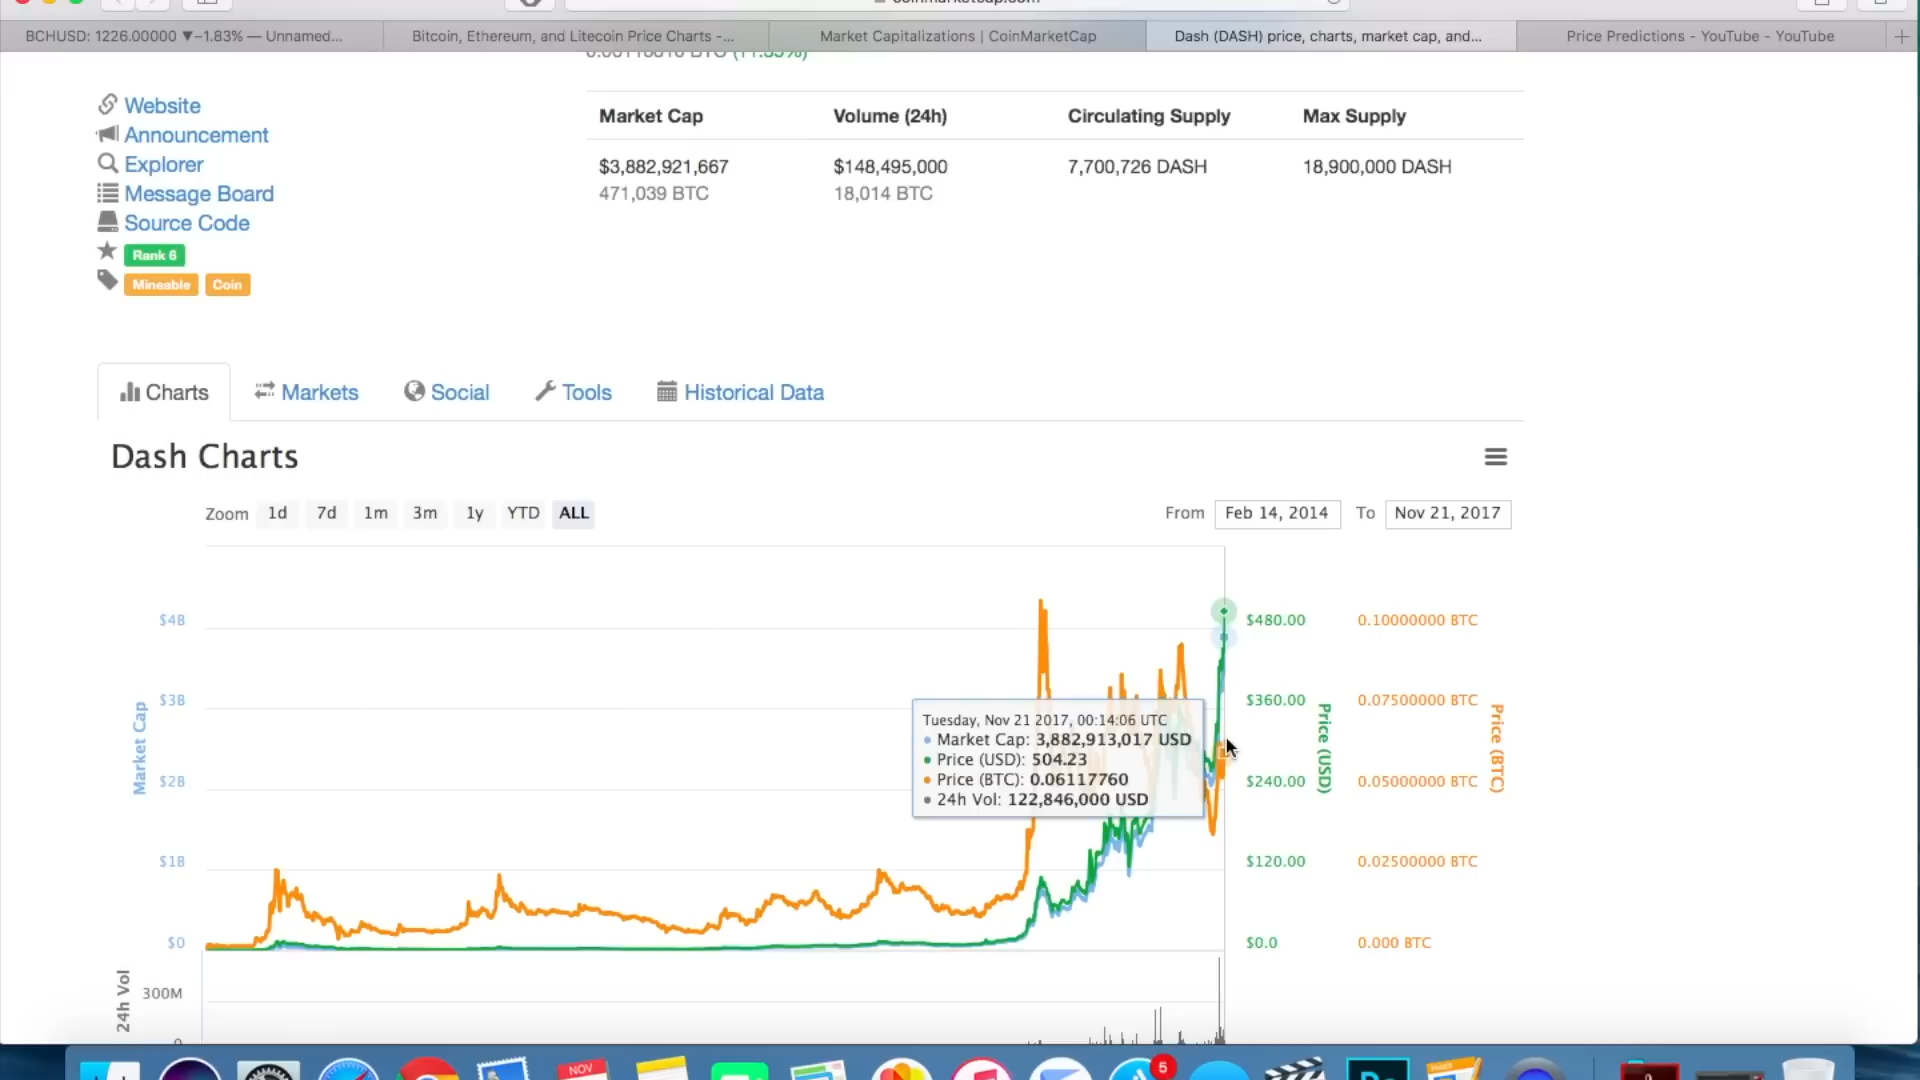 coinmarketcap.com
BCHUSD: 1226.00000 ▼−1.83% — Unnamed...
Bitcoin, Ethereum, and Litecoin Price Charts -...
Market Capitalizations | CoinMarketCap
Dash (DASH) price, charts, market cap, and...
Price Predictions - YouTube - YouTube
Website
Announcement
Explorer
Message Board
Source Code
Rank 6
Mineable Coin
Market Cap Volume (24h) Circulating Supply Max Supply
$3,882,921,667 $148,495,000 7,700,726 DASH 18,900,000 DASH
471,039 BTC 18,014 BTC
Charts Markets Social Tools Historical Data
Dash Charts
Zoom 1d 7d 1m 3m 1y YTD ALL
From Feb 14, 2014 To Nov 21, 2017
$4B $480.00 0.10000000 BTC
$3B $360.00 0.07500000 BTC
$2B $240.00 0.05000000 BTC
$1B $120.00 0.02500000 BTC
$0 $0.0 0.000 BTC
Market Cap
Price (USD)
Price (BTC)
Tuesday, Nov 21 2017, 00:14:06 UTC
Market Cap: 3,882,913,017 USD
Price (USD): 504.23
Price (BTC): 0.06117760
24h Vol: 122,846,000 USD
24h Vol
300M
0
NOV
5